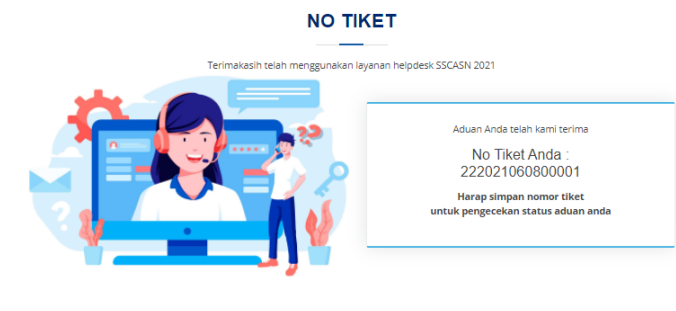 NO TIKET
Terimakasih telah menggunakan layanan helpdesk SSCASN 2021
Aduan Anda telah kami terima
No Tiket Anda :
222021060800001
Harap simpan nomor tiket
untuk pengecekan status aduan anda